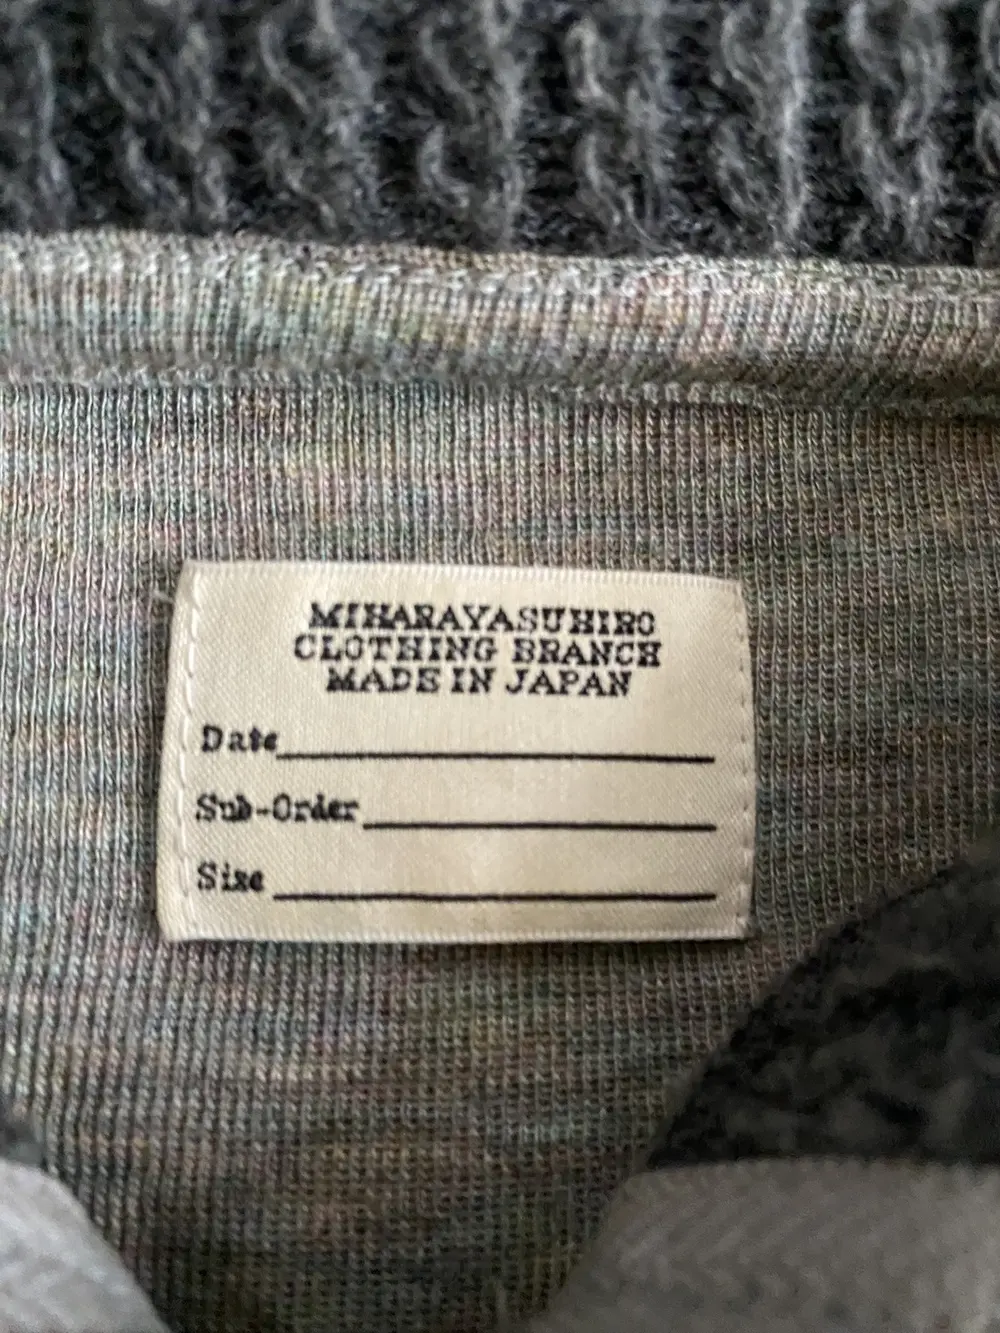 MIHARAYASUHIRO
CLOTHING BRANCH
MADE IN JAPAN
Date
Sub-Order
Size